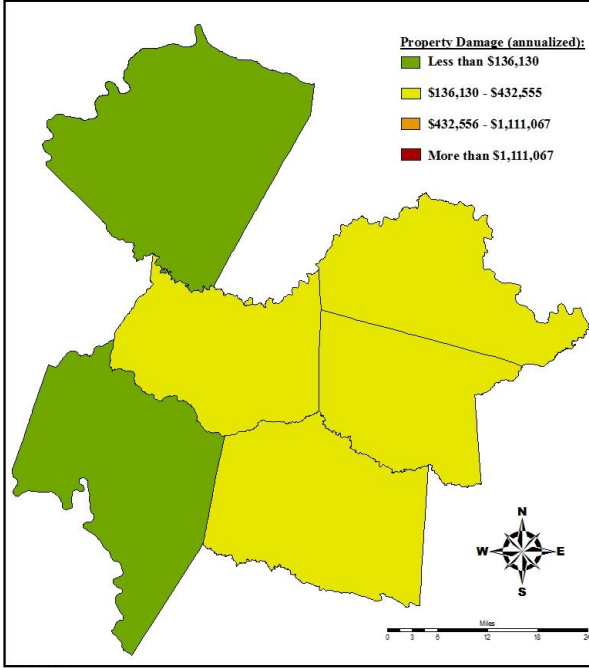 Property Damage (annualized):
Less than $136,130
$136,130 - $432,555
$432,556 - $1,111,067
More than $1,111,067
N
W E
S
Miles
0 3 6 12 18 24